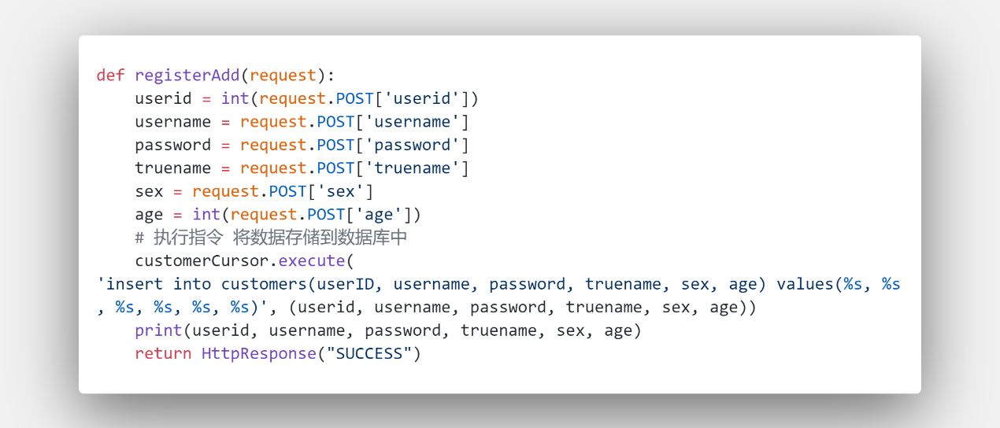 def registerAdd(request):
    userid = int(request.POST['userid'])
    username = request.POST['username']
    password = request.POST['password']
    truename = request.POST['truename']
    sex = request.POST['sex']
    age = int(request.POST['age'])
    # 执行指令 将数据存储到数据库中
    customerCursor.execute(
'insert into customers(userID, username, password, truename, sex, age) values(%s, %s
, %s, %s, %s, %s)', (userid, username, password, truename, sex, age))
    print(userid, username, password, truename, sex, age)
    return HttpResponse("SUCCESS")